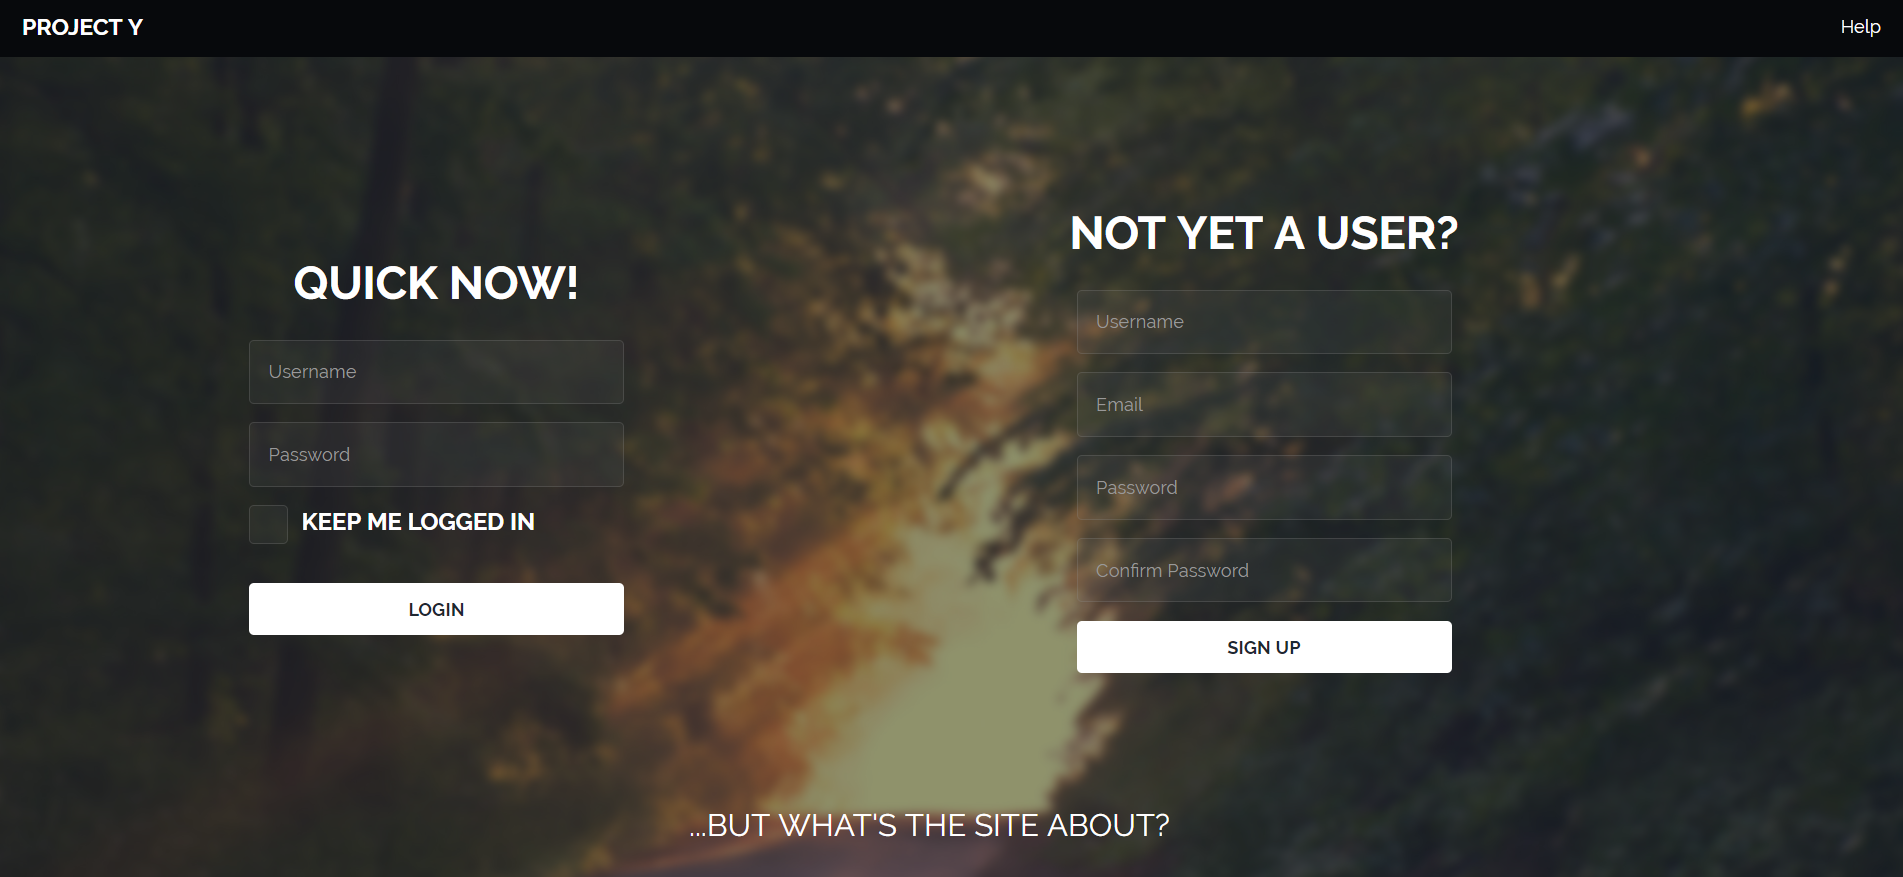 PROJECT Y
Help
QUICK NOW!
Username
Password
KEEP ME LOGGED IN
LOGIN
NOT YET A USER?
Username
Email
Password
Confirm Password
SIGN UP
...BUT WHAT'S THE SITE ABOUT?